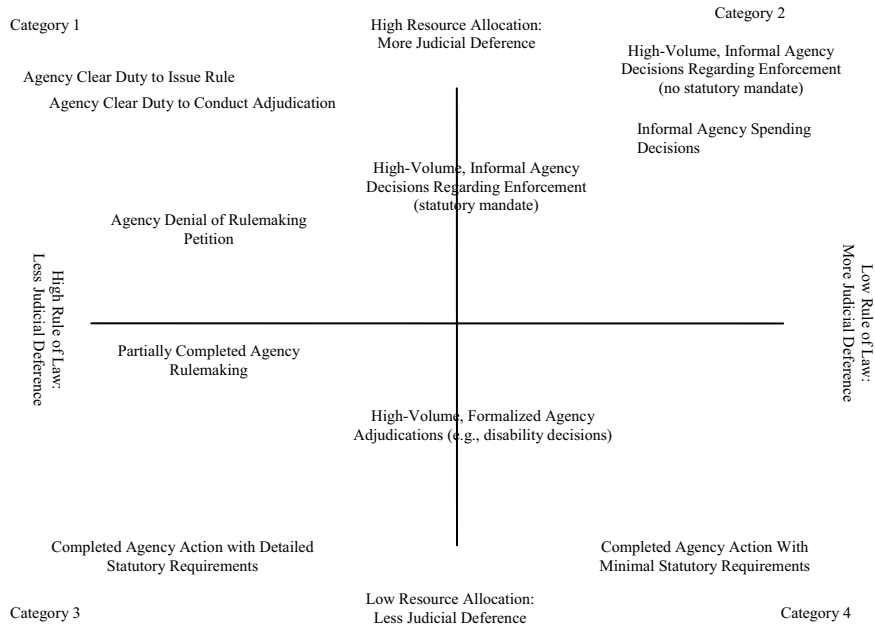 Category 1
High Resource Allocation:
More Judicial Deference
Category 2
High-Volume, Informal Agency
Decisions Regarding Enforcement
(no statutory mandate)
Agency Clear Duty to Issue Rule
Agency Clear Duty to Conduct Adjudication
Informal Agency Spending
Decisions
High-Volume, Informal Agency
Decisions Regarding Enforcement
(statutory mandate)
Agency Denial of Rulemaking
Petition
High Rule of Law:
Less Judicial Deference
Low Rule of Law:
More Judicial Deference
Partially Completed Agency
Rulemaking
High-Volume, Formalized Agency
Adjudications (e.g., disability decisions)
Completed Agency Action with Detailed
Statutory Requirements
Completed Agency Action With
Minimal Statutory Requirements
Category 3
Low Resource Allocation:
Less Judicial Deference
Category 4